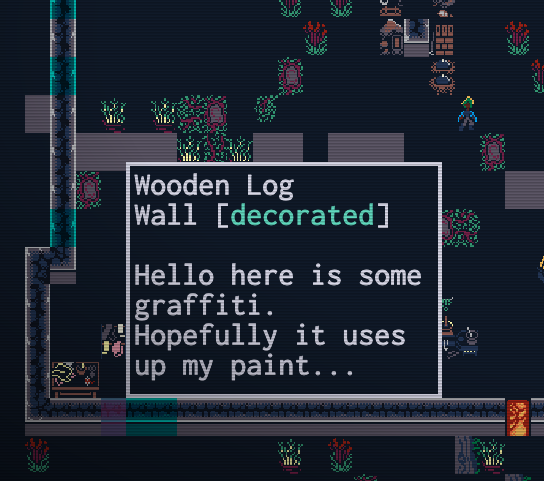 Wooden Log
Wall [decorated]
Hello here is some
graffiti.
Hopefully it uses
up my paint...